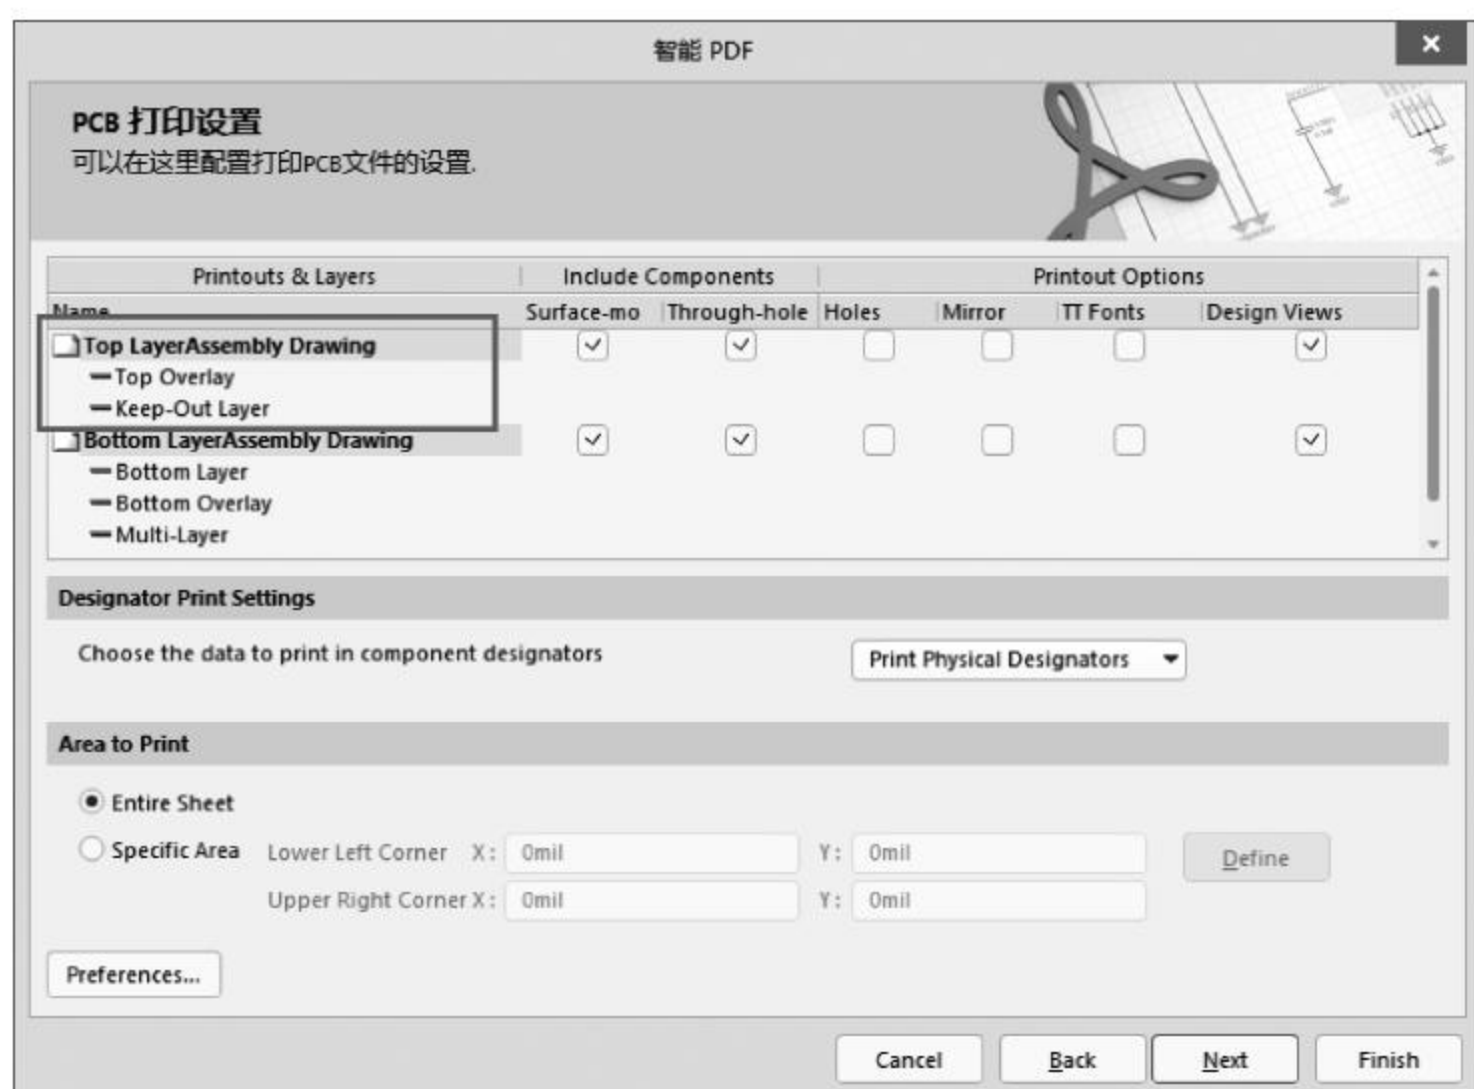 智能 PDF
PCB 打印设置
可以在这里配置打印PCB文件的设置.
Printouts & Layers Include Components Printout Options
Name Surface-mo Through-hole Holes Mirror TT Fonts Design Views
Top LayerAssembly Drawing
Top Overlay
Keep-Out Layer
Bottom LayerAssembly Drawing
Bottom Layer
Bottom Overlay
Multi-Layer
Designator Print Settings
Choose the data to print in component designators Print Physical Designators
Area to Print
Entire Sheet
Specific Area Lower Left Corner X: 0mil Y: 0mil Define
Upper Right Corner X: 0mil Y: 0mil
Preferences...
Cancel Back Next Finish